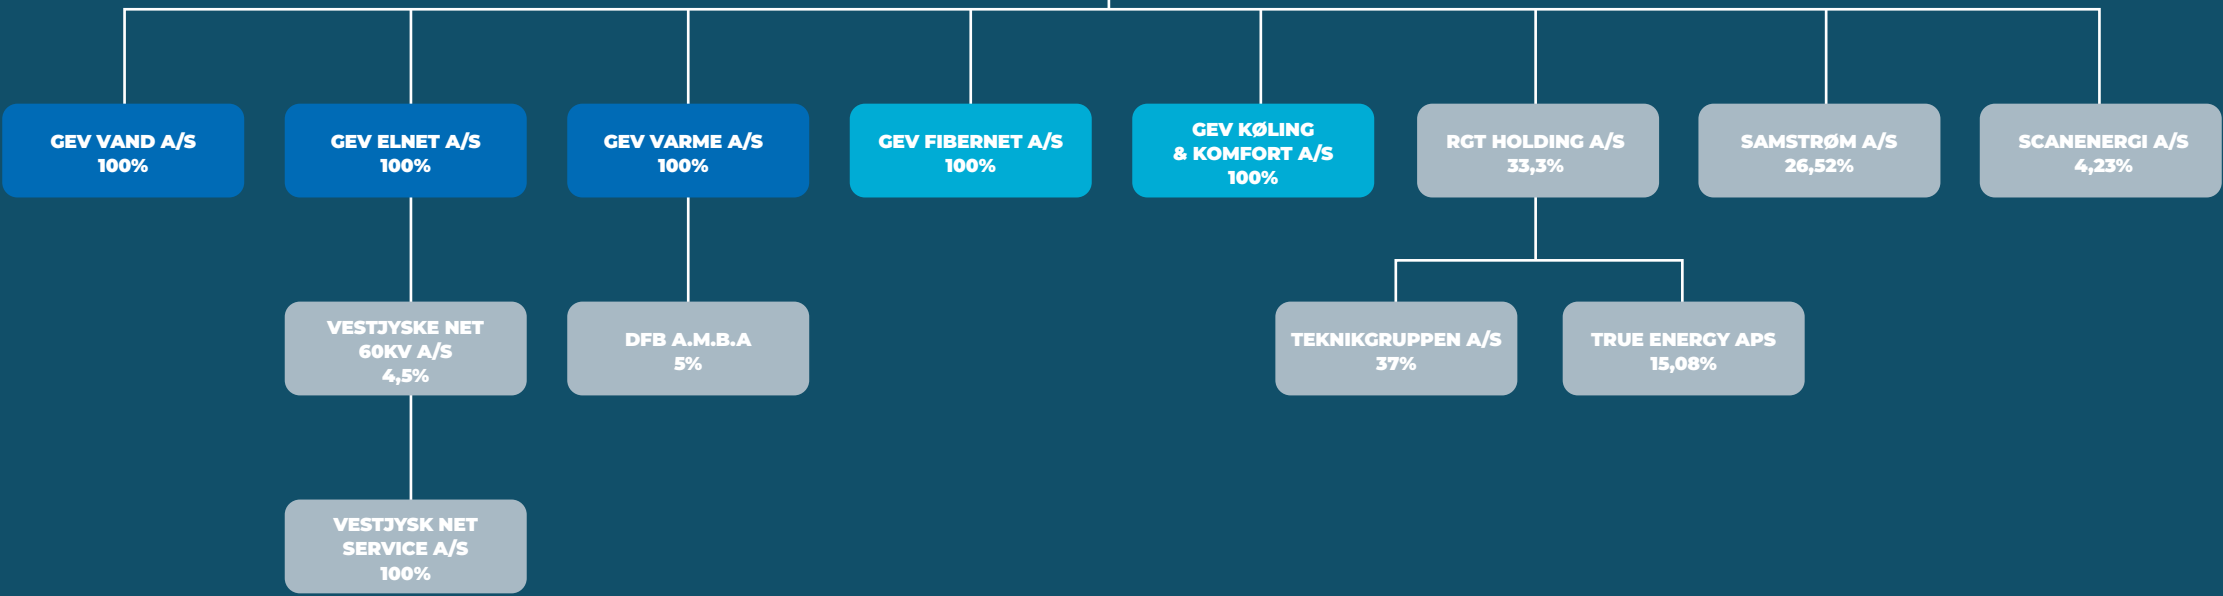 GEV VAND A/S
100%
GEV ELNET A/S
100%
GEV VARME A/S
100%
GEV FIBERNET A/S
100%
GEV KØLING
& KOMFORT A/S
100%
RGT HOLDING A/S
33,3%
SAMSTRØM A/S
26,52%
SCANENERGI A/S
4,23%
VESTJYSKE NET
60KV A/S
4,5%
DFB A.M.B.A
5%
TEKNIKGRUPPEN A/S
37%
TRUE ENERGY APS
15,08%
VESTJYSK NET
SERVICE A/S
100%